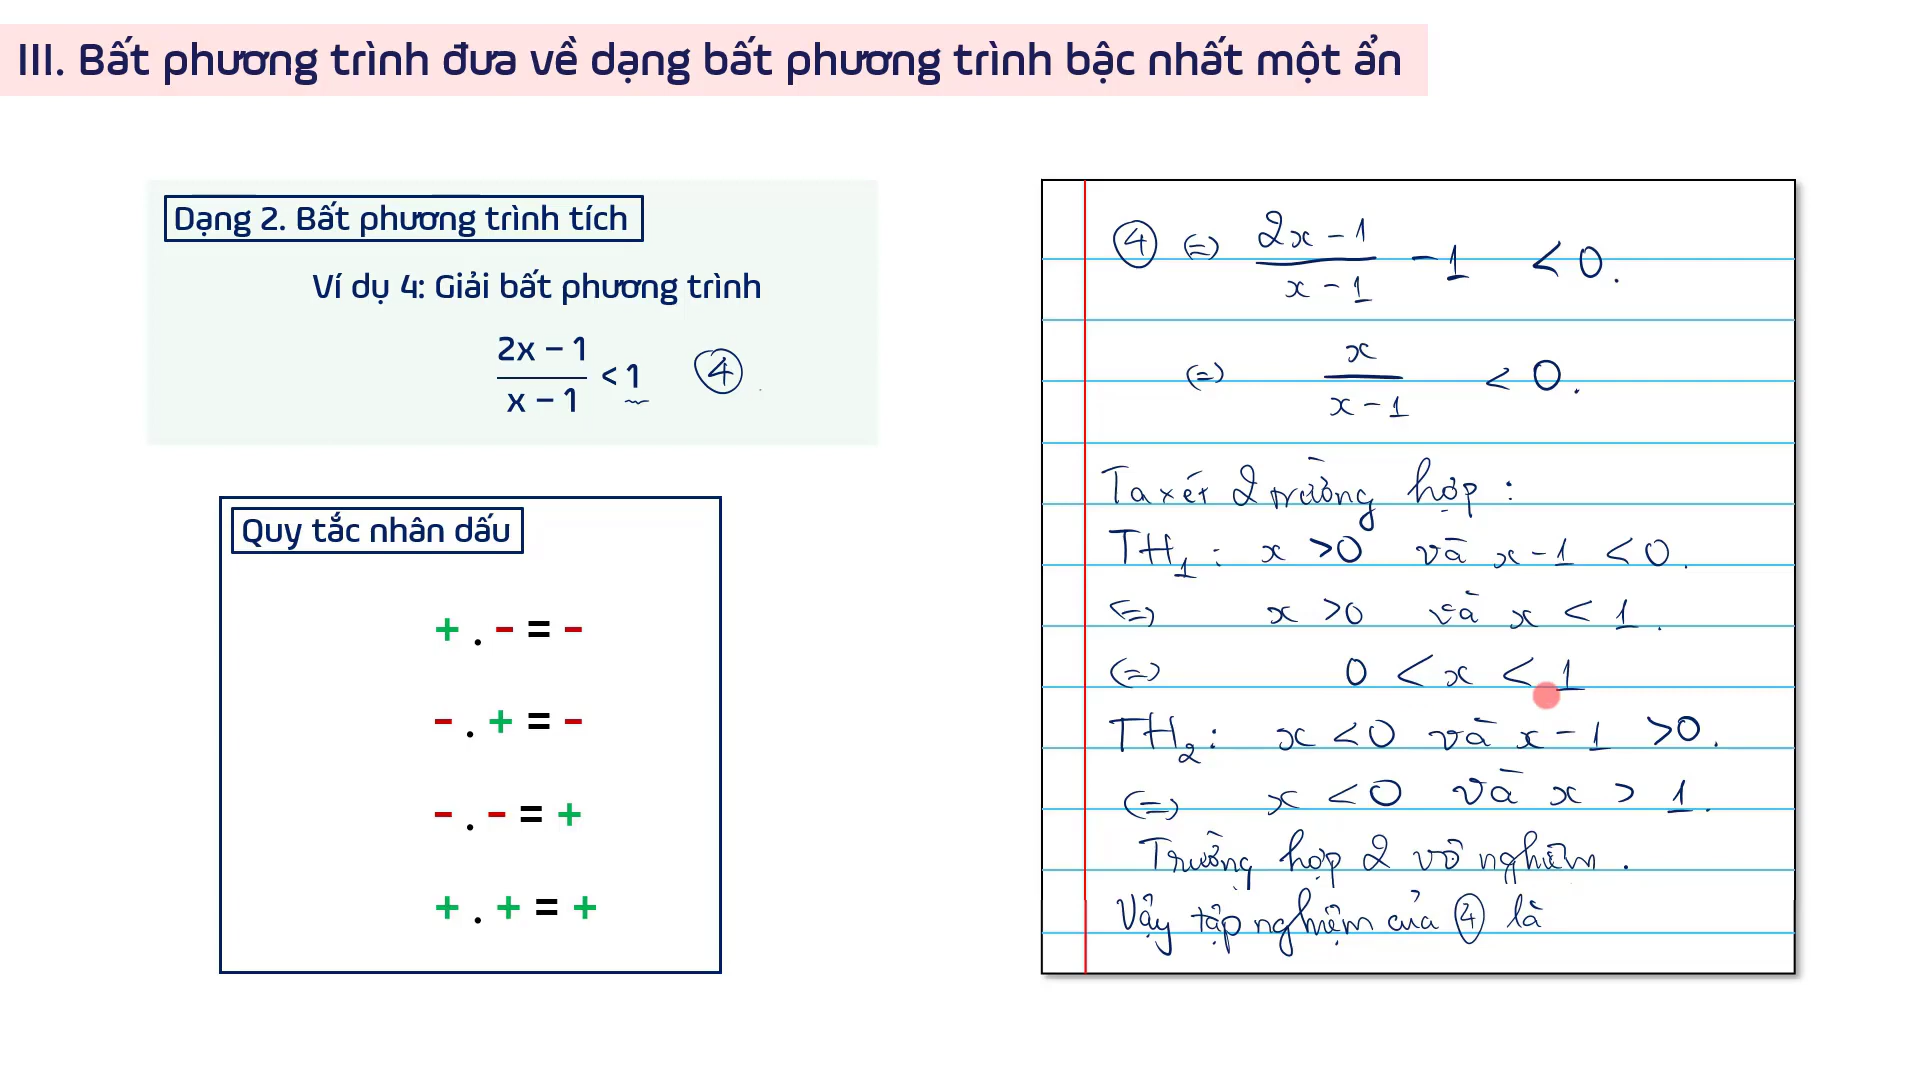 III. Bất phương trình đưa về dạng bất phương trình bậc nhất một ẩn
Dạng 2. Bất phương trình tích
Ví dụ 4: Giải bất phương trình
2x – 1
x – 1
< 1
④
Quy tắc nhân dấu
+ . - = -
- . + = -
- . - = +
+ . + = +
④ ⇔ (2x – 1)/(x – 1) – 1 < 0.
⇔ x/(x – 1) < 0.
Ta xét 2 trường hợp :
TH1 : x > 0 và x – 1 < 0.
⇔ x > 0 và x < 1.
⇔ 0 < x < 1
TH2 : x < 0 và x – 1 > 0.
⇔ x < 0 và x > 1.
Trường hợp 2 vô nghiệm.
Vậy tập nghiệm của ④ là